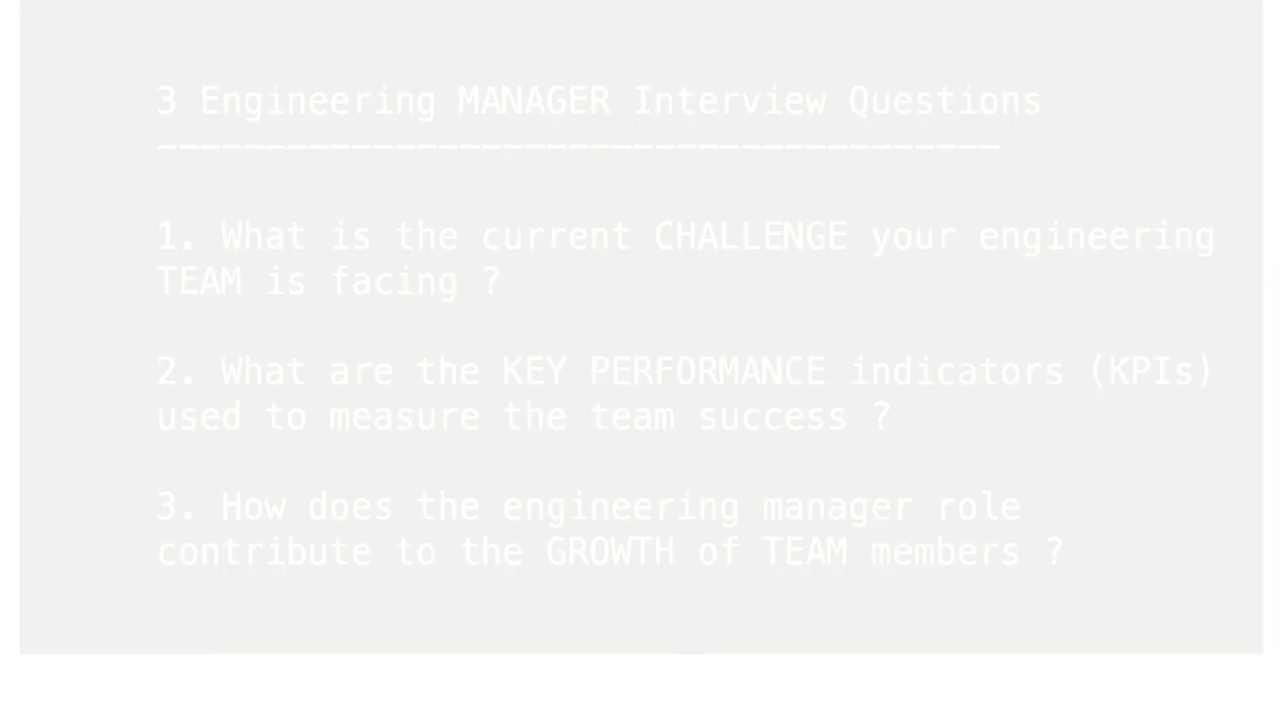 3 Engineering MANAGER Interview Questions
---------------------------------------
1. What is the current CHALLENGE your engineering
TEAM is facing ?
2. What are the KEY PERFORMANCE indicators (KPIs)
used to measure the team success ?
3. How does the engineering manager role
contribute to the GROWTH of TEAM members ?